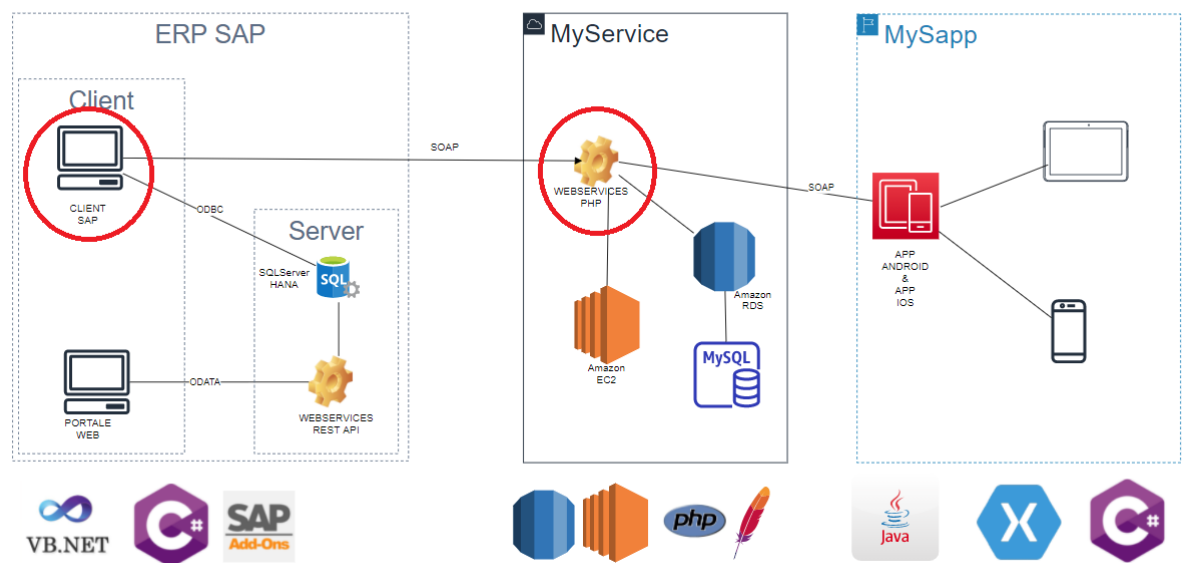 ERP SAP
MyService
MySapp
Client
CLIENT
SAP
SOAP
ODBC
WEBSERVICES
PHP
SOAP
Server
SQLServer
HANA
SQL
APP
ANDROID
&
APP
IOS
Amazon
RDS
MySQL
Amazon
EC2
ODATA
PORTALE
WEB
WEBSERVICES
REST API
VB.NET
C#
SAP
Add-Ons
php
Java
X
C#